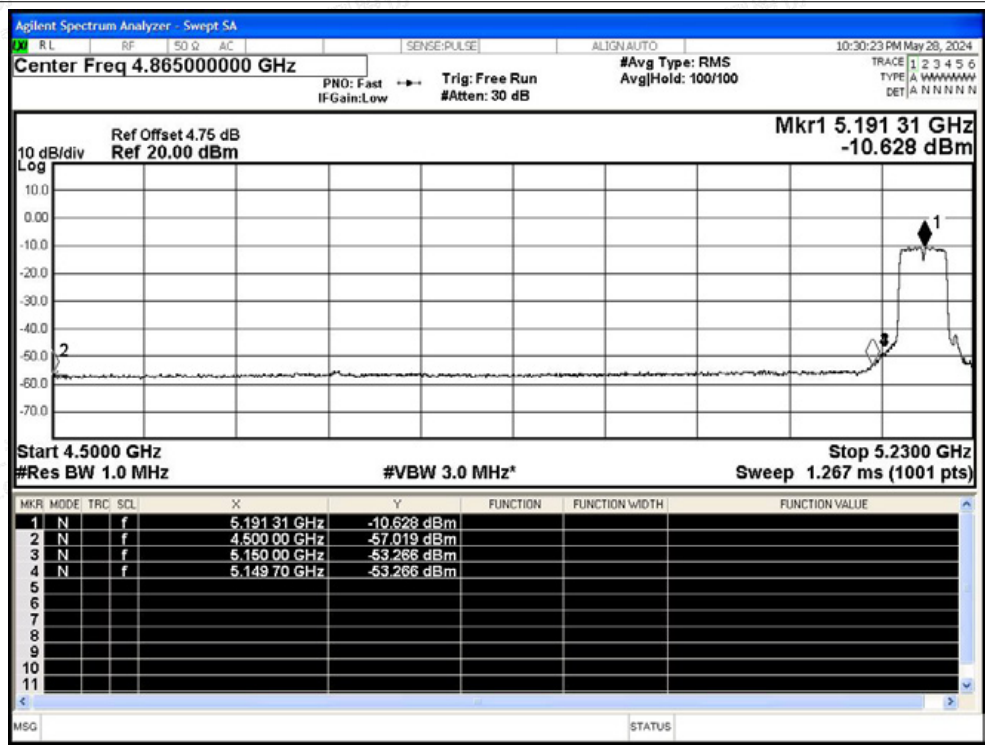 Agilent Spectrum Analyzer - Swept SA
RL RF 50 Ω AC SENSE:PULSE ALIGNAUTO 10:30:23 PM May 28, 2024
Center Freq 4.865000000 GHz #Avg Type: RMS TRACE 1 2 3 4 5 6
PNO: Fast Trig: Free Run Avg|Hold: 100/100 TYPE A WWWWW
IFGain:Low #Atten: 30 dB DET A N N N N N
Mkr1 5.191 31 GHz
Ref Offset 4.75 dB
10 dB/div Ref 20.00 dBm -10.628 dBm
Log
10.0
0.00
1
-10.0
-20.0
-30.0
-40.0
-50.0 2
-60.0
-70.0
Start 4.5000 GHz Stop 5.2300 GHz
#Res BW 1.0 MHz #VBW 3.0 MHz* Sweep 1.267 ms (1001 pts)
MKR MODE TRC SCL X Y FUNCTION FUNCTION WIDTH FUNCTION VALUE
1 N f 5.191 31 GHz -10.628 dBm
2 N f 4.500 00 GHz -57.019 dBm
3 N f 5.150 00 GHz -53.266 dBm
4 N f 5.149 70 GHz -53.266 dBm
5
6
7
8
9
10
11
MSG STATUS